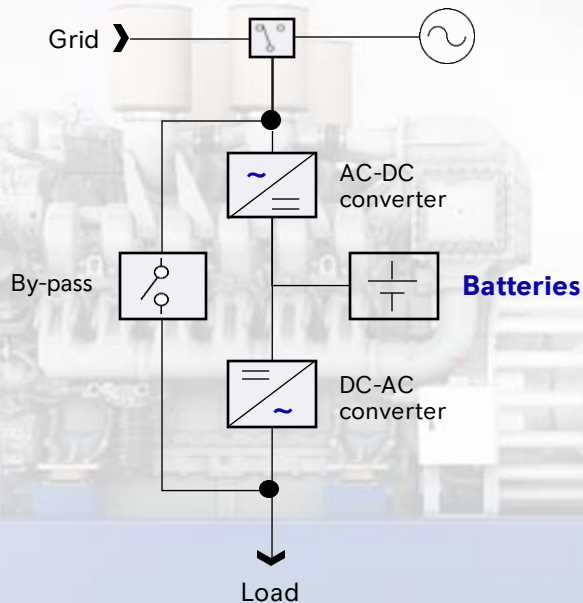 Grid
AC-DC
converter
By-pass
Batteries
DC-AC
converter
Load